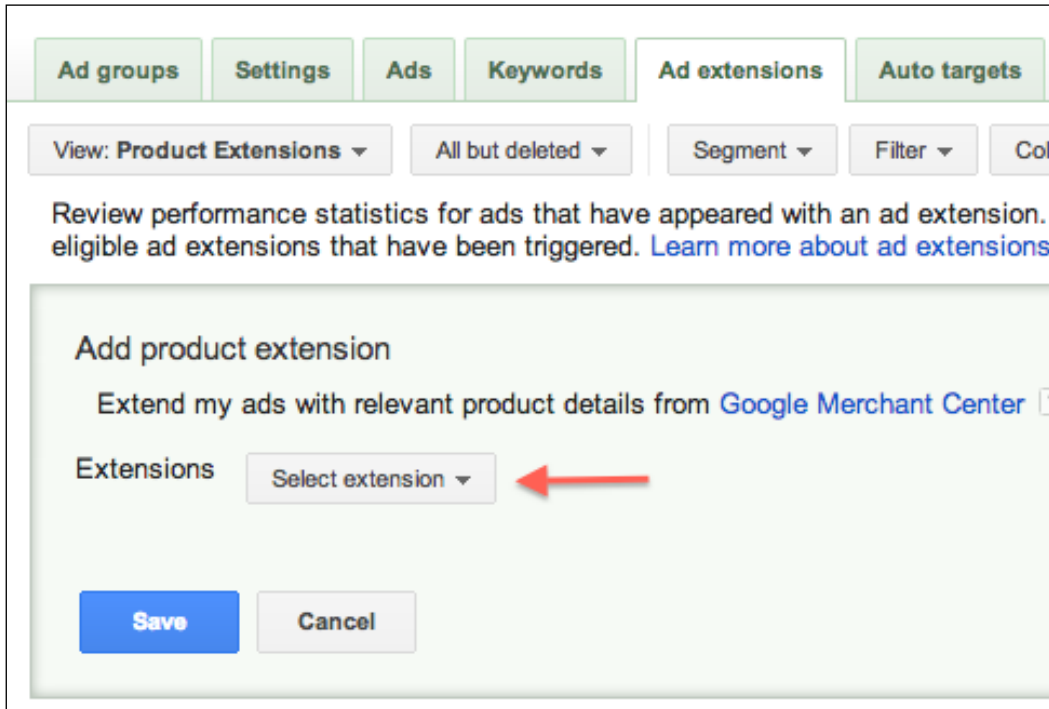 Ad groups Settings Ads Keywords Ad extensions Auto targets
View: Product Extensions All but deleted Segment Filter Col
Review performance statistics for ads that have appeared with an ad extension.
eligible ad extensions that have been triggered. Learn more about ad extensions
Add product extension
Extend my ads with relevant product details from Google Merchant Center
Extensions Select extension
Save Cancel